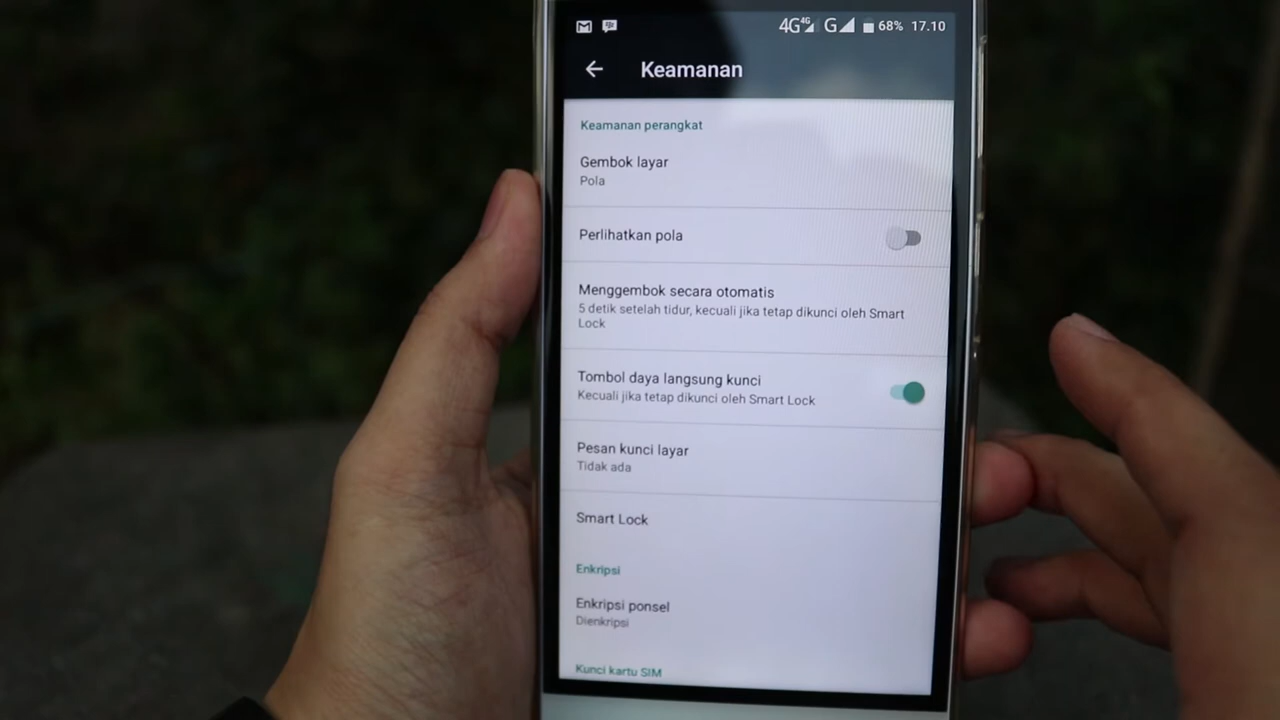 4G 4G G 68% 17.10
Keamanan
Keamanan perangkat
Gembok layar
Pola
Perlihatkan pola
Menggembok secara otomatis
5 detik setelah tidur, kecuali jika tetap dikunci oleh Smart
Lock
Tombol daya langsung kunci
Kecuali jika tetap dikunci oleh Smart Lock
Pesan kunci layar
Tidak ada
Smart Lock
Enkripsi
Enkripsi ponsel
Dienkripsi
Kunci kartu SIM